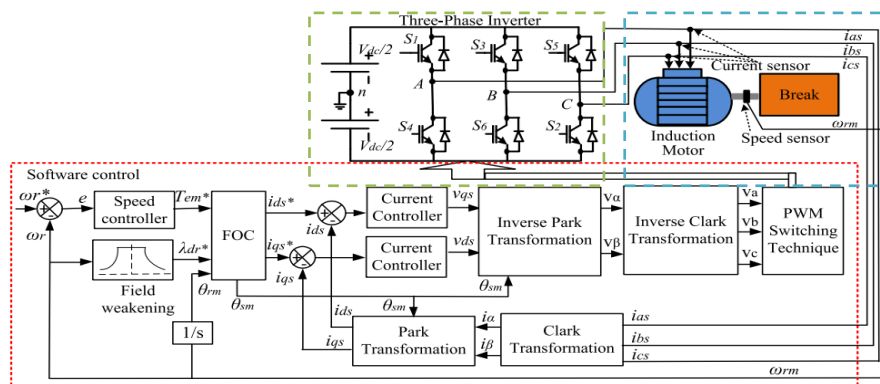 Three-Phase Inverter
Vdc/2
n
Vdc/2
S1
S3
S5
A
B
C
S4
S6
S2
ias
ibs
ics
Current sensor
Break
Induction
Motor
Speed sensor
ωrm
Software control
ωr*
e
ωr
Speed
controller
Tem*
FOC
λdr*
Field
weakening
θrm
θsm
1/s
ids*
ids
iqs*
iqs
Current
Controller
vqs
Current
Controller
vds
Inverse Park
Transformation
θsm
vα
vβ
Inverse Clark
Transformation
va
vb
vc
PWM
Switching
Technique
θsm
ids
iqs
Park
Transformation
iα
iβ
Clark
Transformation
ias
ibs
ics
ωrm